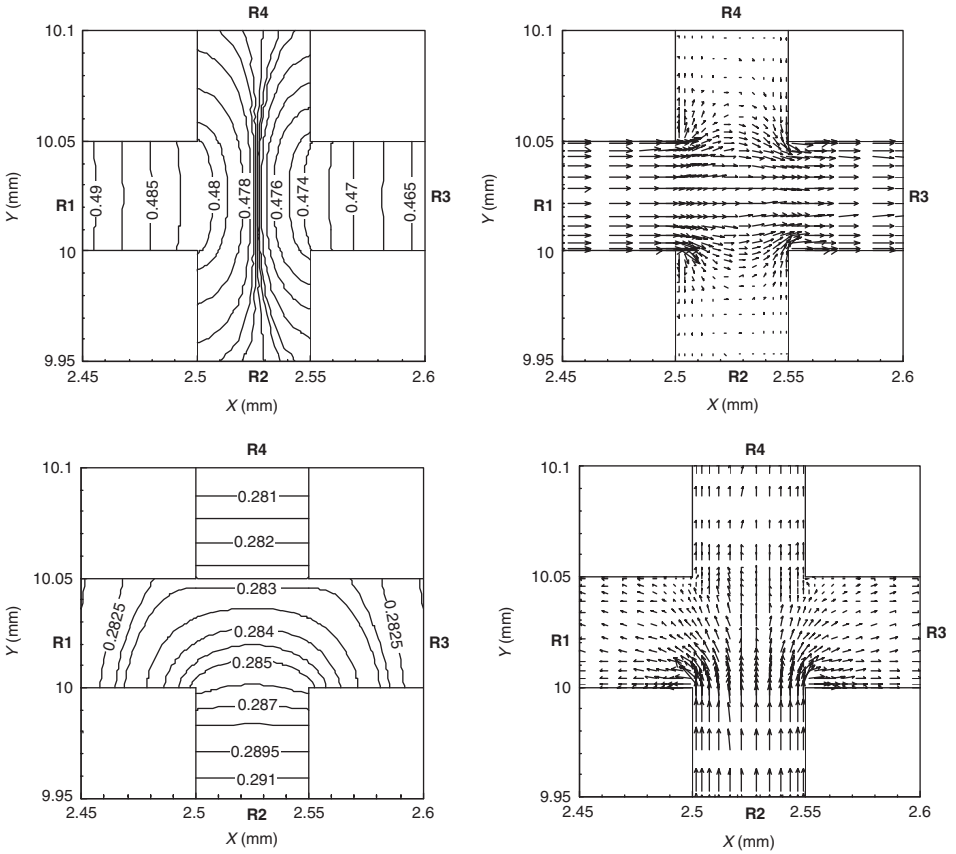 R4
10.1
10.05
Y (mm)
R1
0.49
0.485
0.48
0.478
0.476
0.474
0.47
0.465
R3
10
9.95
2.45
2.5
R2
2.55
2.6
X (mm)
R4
10.1
10.05
Y (mm)
R1
R3
10
9.95
2.45
2.5
R2
2.55
2.6
X (mm)
R4
10.1
0.281
0.282
10.05
0.283
Y (mm)
R1
0.2825
0.284
0.2825
R3
0.285
10
0.287
0.2895
0.291
9.95
2.45
2.5
R2
2.55
2.6
X (mm)
R4
10.1
10.05
Y (mm)
R1
R3
10
9.95
2.45
2.5
R2
2.55
2.6
X (mm)